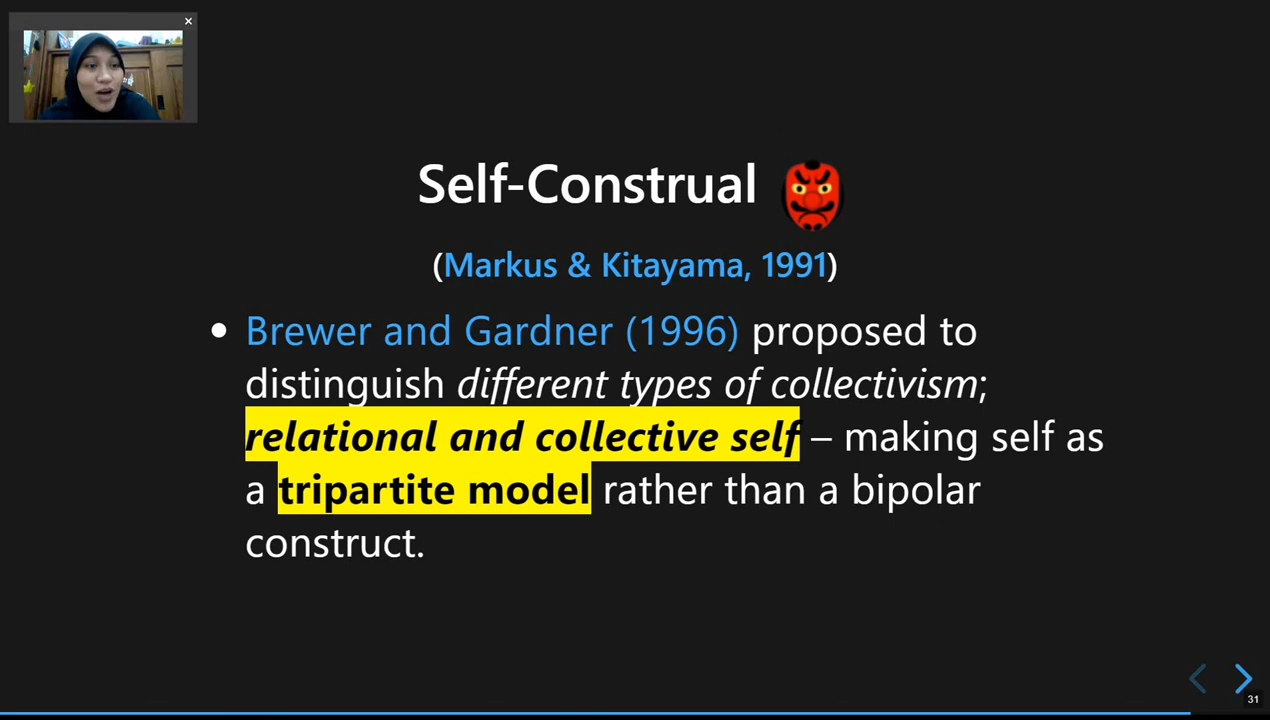 Self-Construal
(Markus & Kitayama, 1991)
• Brewer and Gardner (1996) proposed to
distinguish different types of collectivism;
relational and collective self – making self as
a tripartite model rather than a bipolar
construct.
31